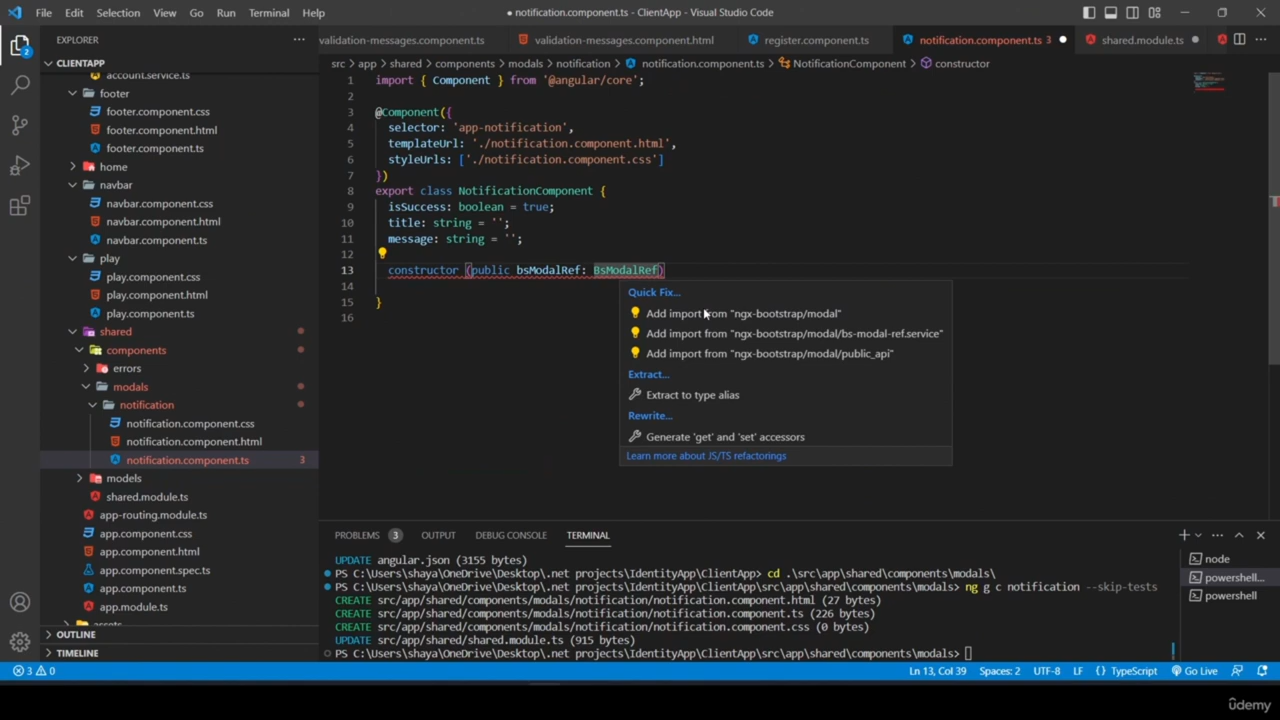 File Edit Selection View Go Run Terminal Help
● notification.component.ts - ClientApp - Visual Studio Code
EXPLORER
validation-messages.component.ts validation-messages.component.html register.component.ts notification.component.ts 3 shared.module.ts
CLIENTAPP
src > app > shared > components > modals > notification > notification.component.ts > NotificationComponent > constructor
account.service.ts
footer
footer.component.css
footer.component.html
footer.component.ts
home
navbar
navbar.component.css
navbar.component.html
navbar.component.ts
play
play.component.css
play.component.html
play.component.ts
shared
components
errors
modals
notification
notification.component.css
notification.component.html
notification.component.ts 3
models
shared.module.ts
app-routing.module.ts
app.component.css
app.component.html
app.component.spec.ts
app.component.ts
app.module.ts
assets
OUTLINE
TIMELINE
2
1 import { Component } from '@angular/core';
2
3 @Component({
4 selector: 'app-notification',
5 templateUrl: './notification.component.html',
6 styleUrls: ['./notification.component.css']
7 })
8 export class NotificationComponent {
9 isSuccess: boolean = true;
10 title: string = '';
11 message: string = '';
12
13 constructor (public bsModalRef: BsModalRef)
14
15 }
16
Quick Fix...
Add import from "ngx-bootstrap/modal"
Add import from "ngx-bootstrap/modal/bs-modal-ref.service"
Add import from "ngx-bootstrap/modal/public_api"
Extract...
Extract to type alias
Rewrite...
Generate 'get' and 'set' accessors
Learn more about JS/TS refactorings
PROBLEMS 3 OUTPUT DEBUG CONSOLE TERMINAL
UPDATE angular.json (3155 bytes)
PS C:\Users\shaya\OneDrive\Desktop\.net projects\IdentityApp\ClientApp> cd .\src\app\shared\components\modals\
PS C:\Users\shaya\OneDrive\Desktop\.net projects\IdentityApp\ClientApp\src\app\shared\components\modals> ng g c notification --skip-tests
CREATE src/app/shared/components/modals/notification/notification.component.html (27 bytes)
CREATE src/app/shared/components/modals/notification/notification.component.ts (226 bytes)
CREATE src/app/shared/components/modals/notification/notification.component.css (0 bytes)
UPDATE src/app/shared/shared.module.ts (915 bytes)
PS C:\Users\shaya\OneDrive\Desktop\.net projects\IdentityApp\ClientApp\src\app\shared\components\modals>
node
powershell...
powershell
3 0
Ln 13, Col 39 Spaces: 2 UTF-8 LF {} TypeScript Go Live
ûdemy